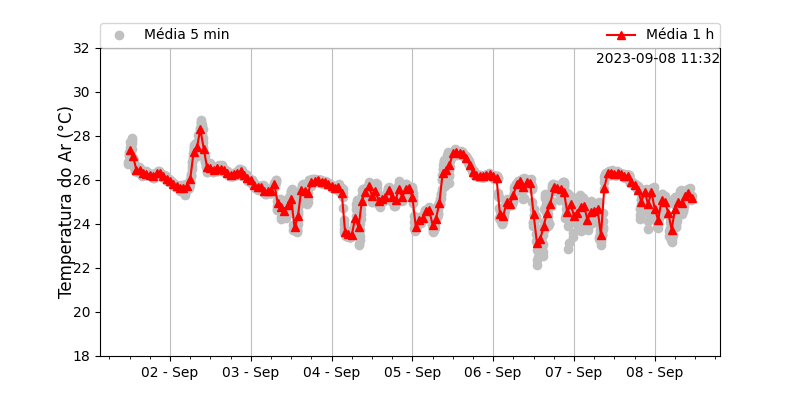 Média 5 min
Média 1 h
2023-09-08 11:32
Temperatura do Ar (°C)
32
30
28
26
24
22
20
18
02 - Sep
03 - Sep
04 - Sep
05 - Sep
06 - Sep
07 - Sep
08 - Sep